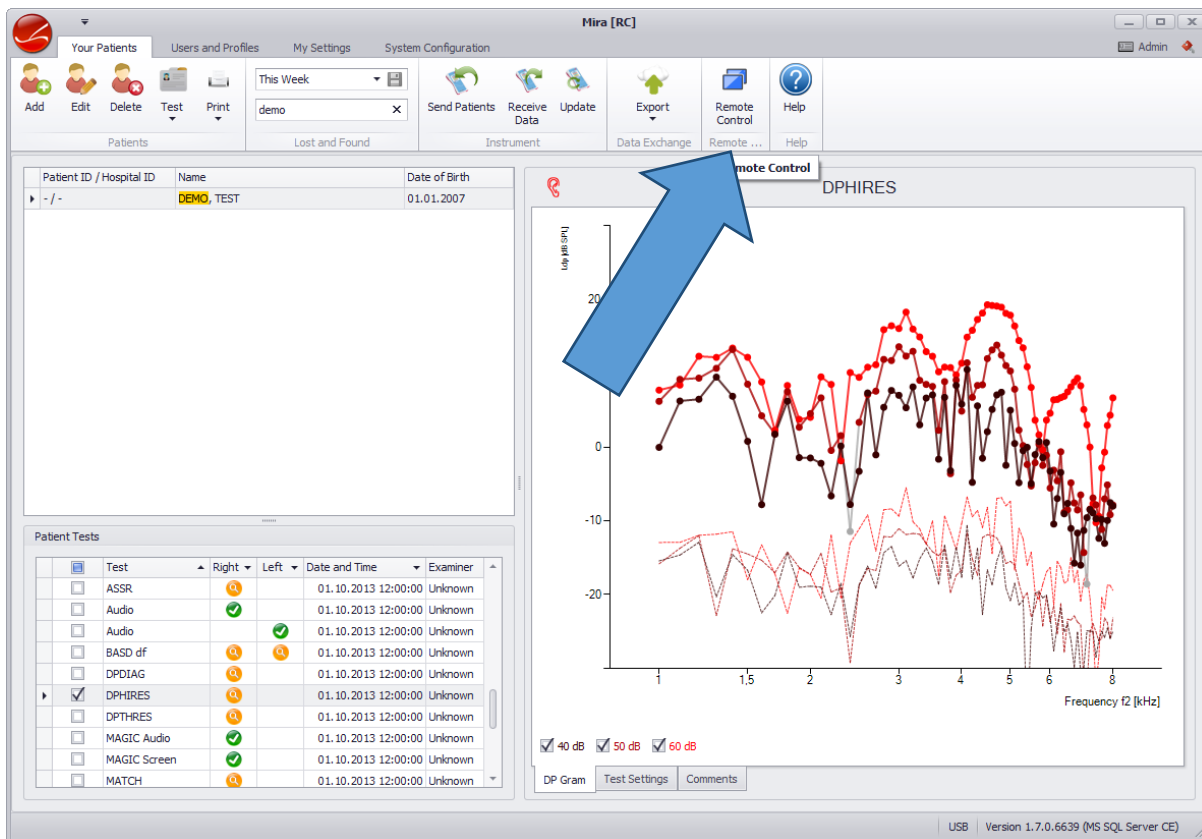 Mira [RC]
Your Patients Users and Profiles My Settings System Configuration Admin
This Week
demo
Add Edit Delete Test Print Send Patients Receive Data Update Export Remote Control Help
Patients Lost and Found Instrument Data Exchange Remote ... Help
mote Control
Patient ID / Hospital ID Name Date of Birth
- / - DEMO, TEST 01.01.2007
DPHIRES
Ldp [dB SPL]
20
0
-10
-20
1 1,5 2 3 4 5 6 8
Frequency f2 [kHz]
40 dB 50 dB 60 dB
DP Gram Test Settings Comments
Patient Tests
Test Right Left Date and Time Examiner
ASSR 01.10.2013 12:00:00 Unknown
Audio 01.10.2013 12:00:00 Unknown
Audio 01.10.2013 12:00:00 Unknown
BASD df 01.10.2013 12:00:00 Unknown
DPDIAG 01.10.2013 12:00:00 Unknown
DPHIRES 01.10.2013 12:00:00 Unknown
DPTHRES 01.10.2013 12:00:00 Unknown
MAGIC Audio 01.10.2013 12:00:00 Unknown
MAGIC Screen 01.10.2013 12:00:00 Unknown
MATCH 01.10.2013 12:00:00 Unknown
USB Version 1.7.0.6639 (MS SQL Server CE)